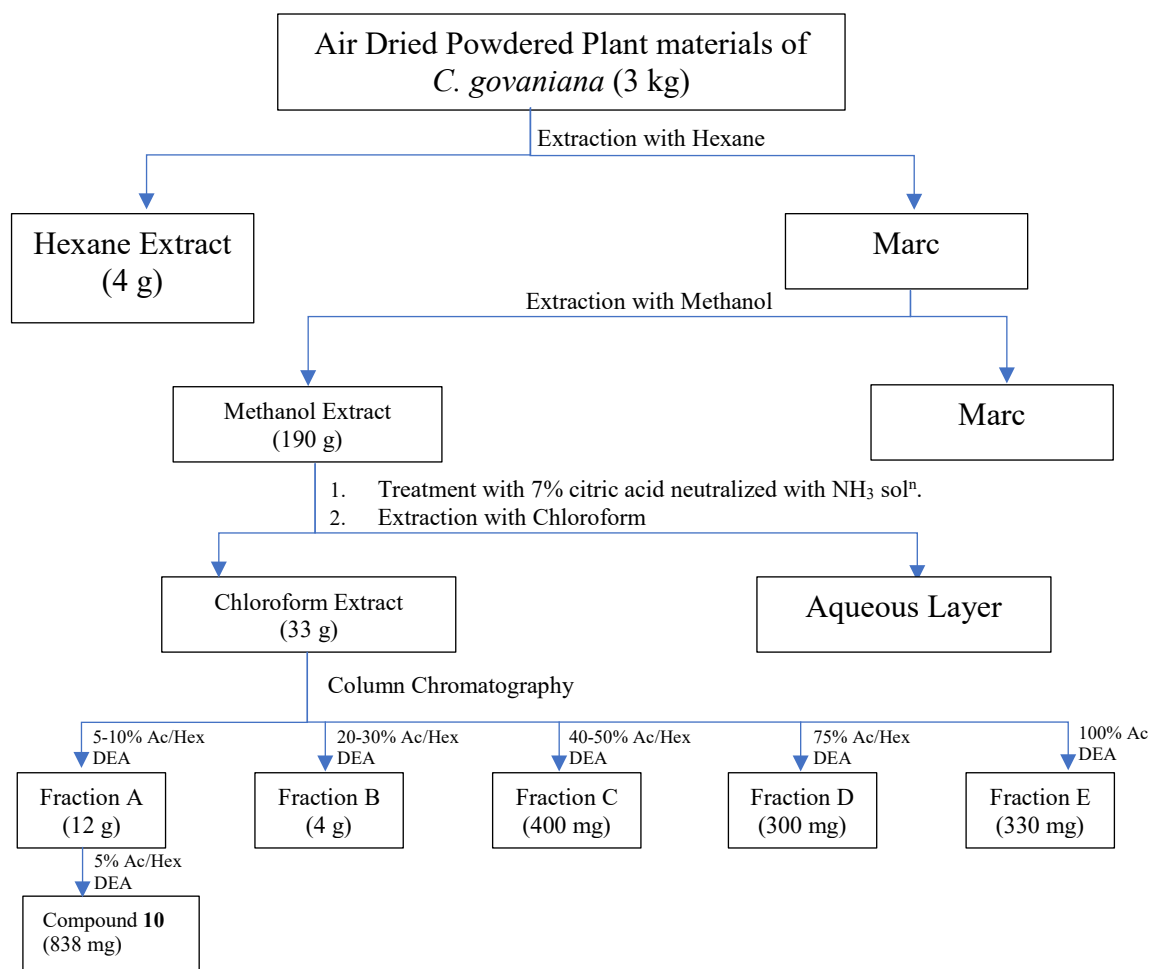 Air Dried Powdered Plant materials of
C. govaniana (3 kg)
Extraction with Hexane
Hexane Extract
(4 g)
Marc
Extraction with Methanol
Methanol Extract
(190 g)
Marc
1. Treatment with 7% citric acid neutralized with NH₃ solⁿ.
2. Extraction with Chloroform
Chloroform Extract
(33 g)
Aqueous Layer
Column Chromatography
5-10% Ac/Hex
DEA
20-30% Ac/Hex
DEA
40-50% Ac/Hex
DEA
75% Ac/Hex
DEA
100% Ac
DEA
Fraction A
(12 g)
Fraction B
(4 g)
Fraction C
(400 mg)
Fraction D
(300 mg)
Fraction E
(330 mg)
5% Ac/Hex
DEA
Compound 10
(838 mg)